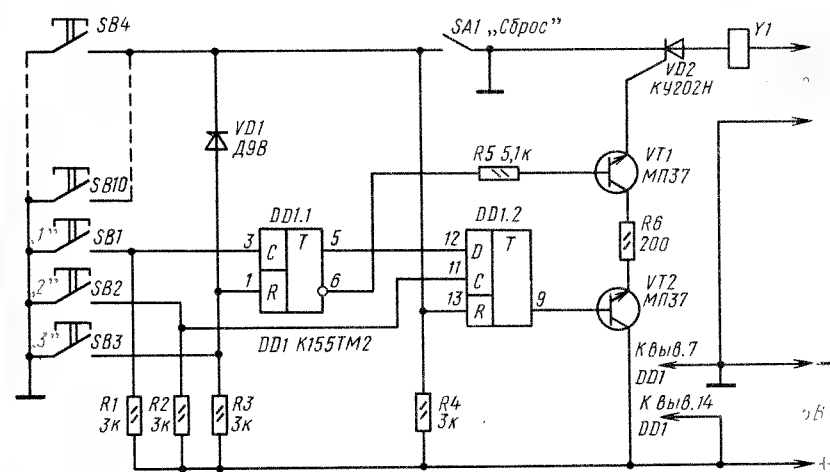 SB4
SA1 „Сброс”
Y1
VD2
КУ202Н
VD1
Д9В
R5 5,1к
VT1
МП37
SB10
DD1.1
DD1.2
R6
200
„1”
SB1
3
C
T
5
12
D
T
1
R
6
11
C
„2”
SB2
13
R
9
VT2
МП37
„3”
SB3
DD1 К155ТМ2
К выв.7
DD1
R1
3к
R2
3к
R3
3к
R4
3к
К выв.14
DD1
В
−
+